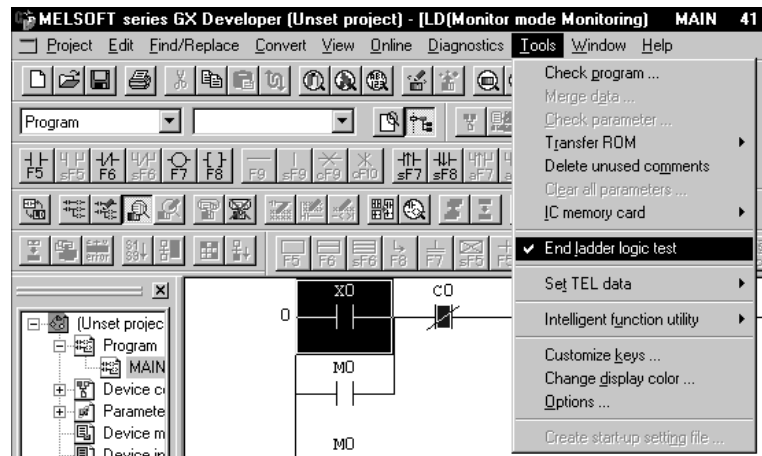 MELSOFT series GX Developer (Unset project) - [LD(Monitor mode Monitoring) MAIN 41
Project Edit Find/Replace Convert View Online Diagnostics Tools Window Help
Program
F5 sF5 F6 sF6 F7 F8 F9 sF9 cF9 cF10 sF7 sF8 aF7
error
F5 F6 sF6 F8 F7 sF5
Check program ...
Merge data ...
Check parameter ...
Transfer ROM
Delete unused comments
Clear all parameters ...
IC memory card
End ladder logic test
Set TEL data
Intelligent function utility
Customize keys ...
Change display color ...
Options ...
Create start-up setting file ...
(Unset projec
Program
MAIN
Device co
Paramete
Device m
Device in
X0 C0
0
M0
M0